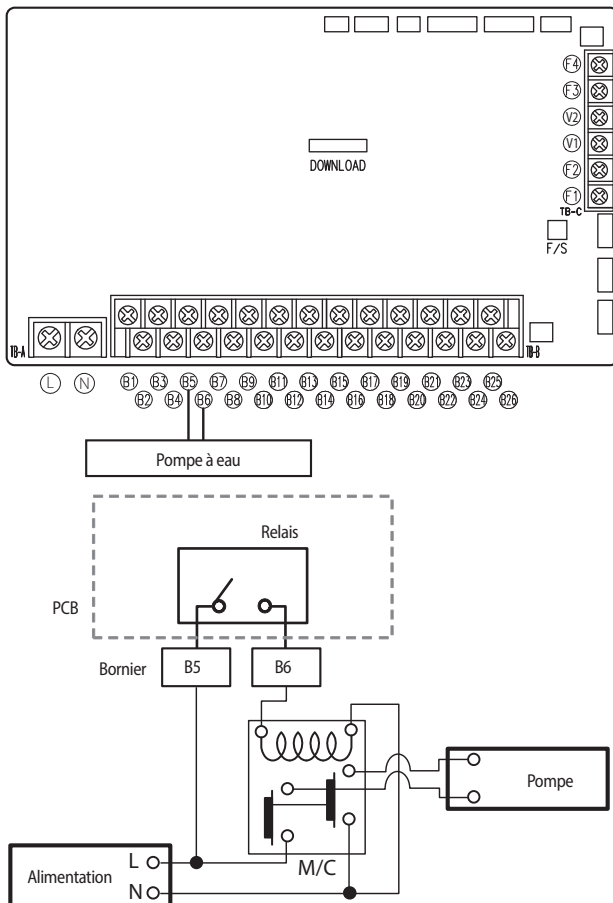 DOWNLOAD
F4
F3
V2
V1
F2
F1
TB-C
F/S
TB-A
TB-B
L N B1 B3 B5 B7 B9 B11 B13 B15 B17 B19 B21 B23 B25
B2 B4 B6 B8 B10 B12 B14 B16 B18 B20 B22 B24 B26
Pompe à eau
Relais
PCB
Bornier B5 B6
Pompe
M/C
Alimentation L
N